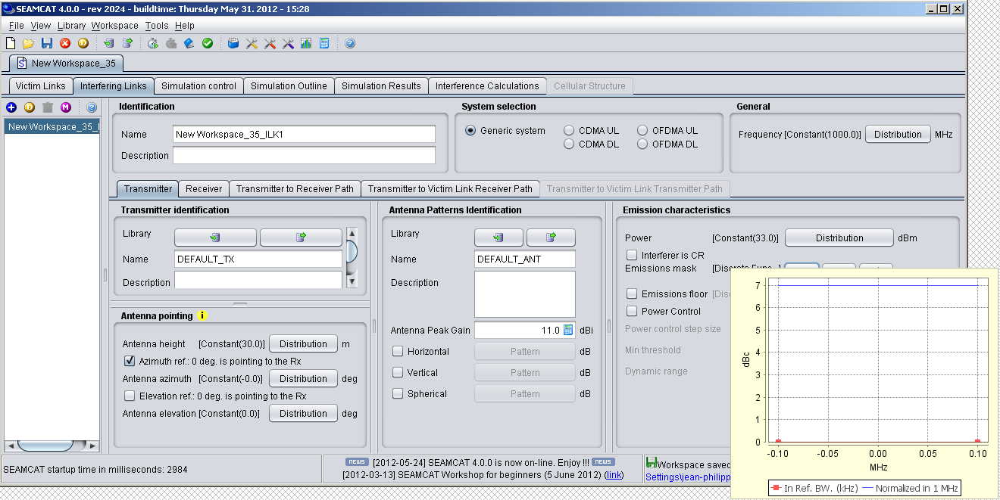 SEAMCAT 4.0.0 - rev 2024 - buildtime: Thursday May 31. 2012 - 15:28
File View Library Workspace Tools Help
New Workspace_35
Victim Links Interfering Links Simulation control Simulation Outline Simulation Results Interference Calculations Cellular Structure
New Workspace_35_I
Identification
Name New Workspace_35_ILK1
Description
System selection
Generic system CDMA UL OFDMA UL
CDMA DL OFDMA DL
General
Frequency [Constant(1000.0)] Distribution MHz
Transmitter Receiver Transmitter to Receiver Path Transmitter to Victim Link Receiver Path Transmitter to Victim Link Transmitter Path
Transmitter identification
Library
Name DEFAULT_TX
Description
Antenna pointing i
Antenna height [Constant(30.0)] Distribution m
Azimuth ref.: 0 deg. is pointing to the Rx
Antenna azimuth [Constant(-0.0)] Distribution deg
Elevation ref.: 0 deg. is pointing to the Rx
Antenna elevation [Constant(0.0)] Distribution deg
Antenna Patterns Identification
Library
Name DEFAULT_ANT
Description
Antenna Peak Gain 11.0 dBi
Horizontal Pattern dB
Vertical Pattern dB
Spherical Pattern dB
Emission characteristics
Power [Constant(33.0)] Distribution dBm
Interferer is CR
Emissions mask [Discrete Func...]
Emissions floor [Disc
Power Control
Power control step size
Min threshold
Dynamic range
7
6
5
4
3
2
1
0
dBc
-0.10 -0.05 0.00 0.05 0.10
MHz
In Ref. BW. (kHz) Normalized in 1 MHz
SEAMCAT startup time in milliseconds: 2984
news [2012-05-24] SEAMCAT 4.0.0 is now on-line. Enjoy !!! news
[2012-03-13] SEAMCAT Workshop for beginners (5 June 2012) (link)
Workspace saved
Settings\jean-philipp